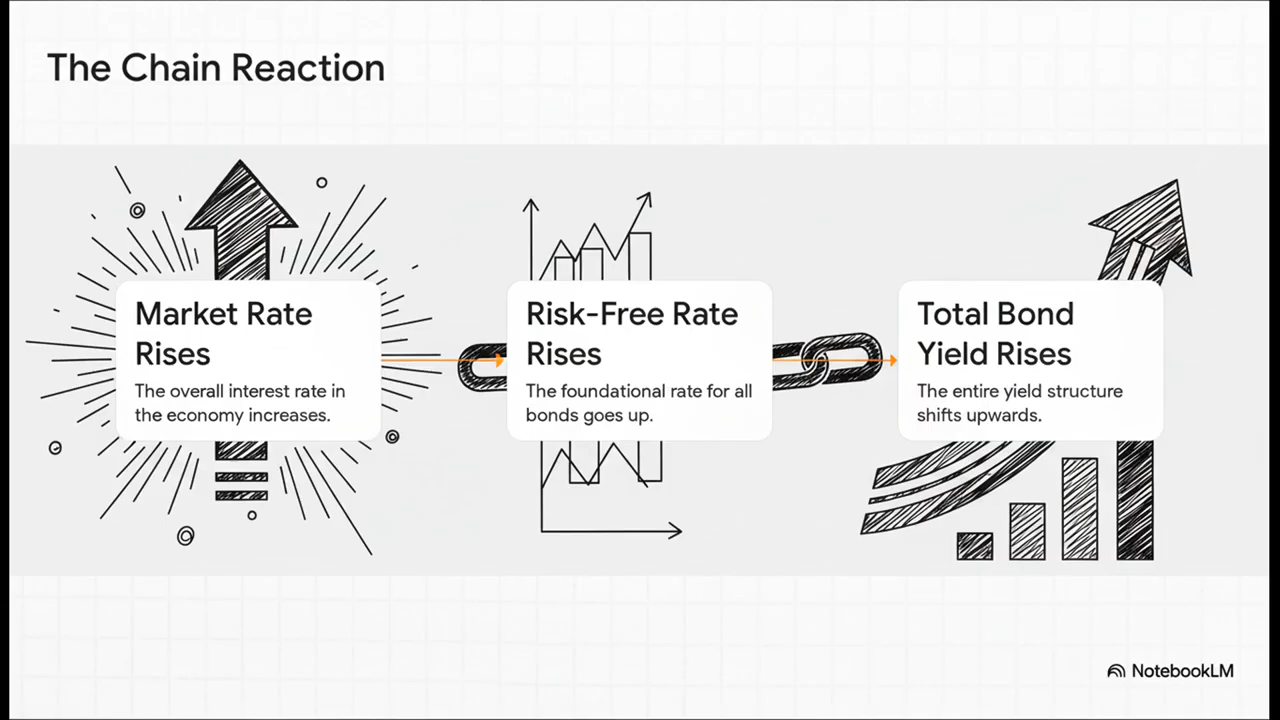 The Chain Reaction
Market Rate
Rises
The overall interest rate in
the economy increases.
Risk-Free Rate
Rises
The foundational rate for all
bonds goes up.
Total Bond
Yield Rises
The entire yield structure
shifts upwards.
NotebookLM